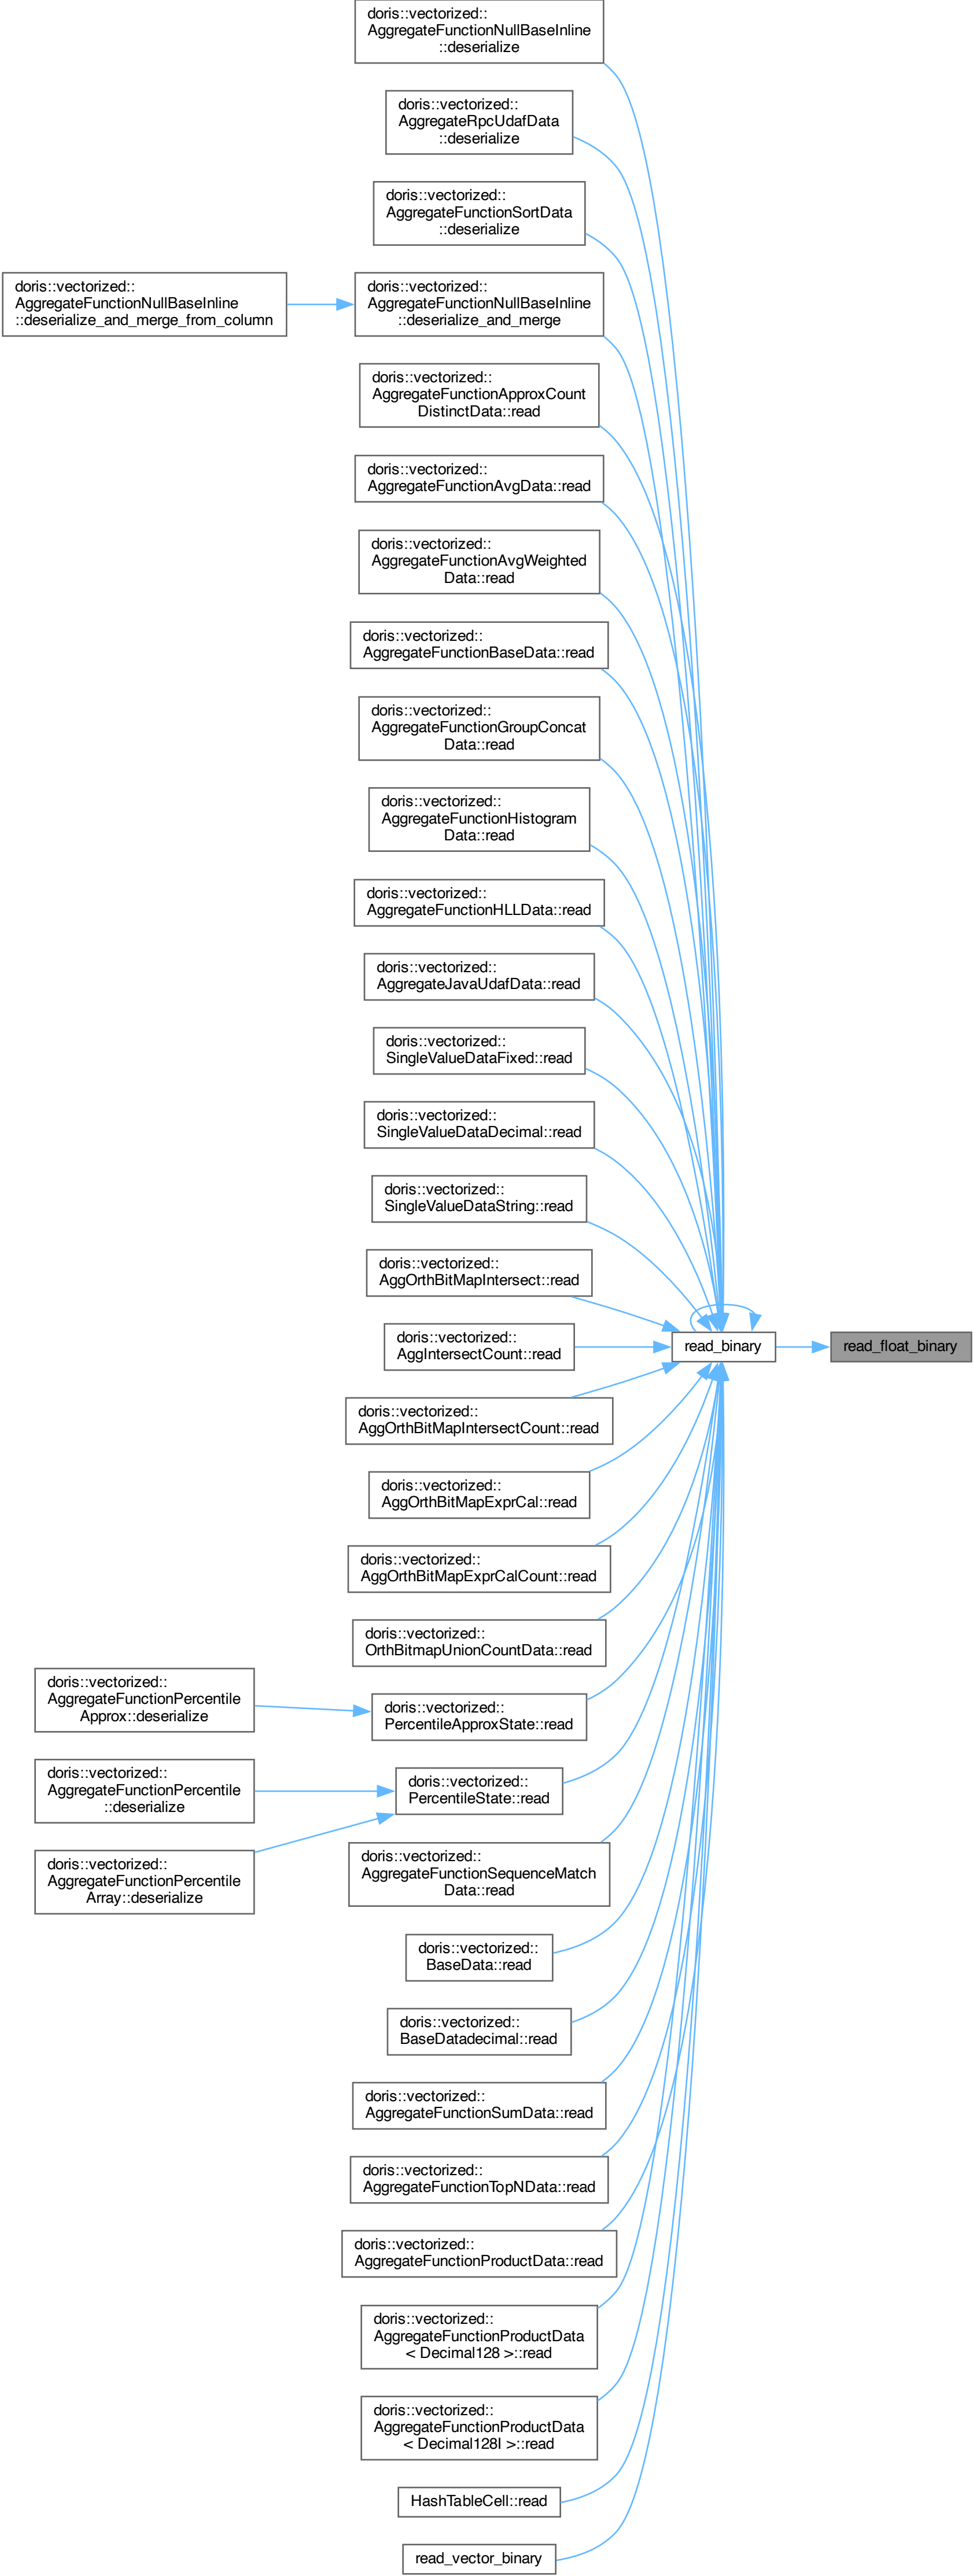 doris::vectorized::
AggregateFunctionNullBaseInline
::deserialize
doris::vectorized::
AggregateRpcUdafData
::deserialize
doris::vectorized::
AggregateFunctionSortData
::deserialize
doris::vectorized::
AggregateFunctionNullBaseInline
::deserialize_and_merge_from_column
doris::vectorized::
AggregateFunctionNullBaseInline
::deserialize_and_merge
doris::vectorized::
AggregateFunctionApproxCount
DistinctData::read
doris::vectorized::
AggregateFunctionAvgData::read
doris::vectorized::
AggregateFunctionAvgWeighted
Data::read
doris::vectorized::
AggregateFunctionBaseData::read
doris::vectorized::
AggregateFunctionGroupConcat
Data::read
doris::vectorized::
AggregateFunctionHistogram
Data::read
doris::vectorized::
AggregateFunctionHLLData::read
doris::vectorized::
AggregateJavaUdafData::read
doris::vectorized::
SingleValueDataFixed::read
doris::vectorized::
SingleValueDataDecimal::read
doris::vectorized::
SingleValueDataString::read
doris::vectorized::
AggOrthBitMapIntersect::read
doris::vectorized::
AggIntersectCount::read
read_binary
read_float_binary
doris::vectorized::
AggOrthBitMapIntersectCount::read
doris::vectorized::
AggOrthBitMapExprCal::read
doris::vectorized::
AggOrthBitMapExprCalCount::read
doris::vectorized::
OrthBitmapUnionCountData::read
doris::vectorized::
AggregateFunctionPercentile
Approx::deserialize
doris::vectorized::
PercentileApproxState::read
doris::vectorized::
AggregateFunctionPercentile
::deserialize
doris::vectorized::
PercentileState::read
doris::vectorized::
AggregateFunctionPercentile
Array::deserialize
doris::vectorized::
AggregateFunctionSequenceMatch
Data::read
doris::vectorized::
BaseData::read
doris::vectorized::
BaseDatadecimal::read
doris::vectorized::
AggregateFunctionSumData::read
doris::vectorized::
AggregateFunctionTopNData::read
doris::vectorized::
AggregateFunctionProductData::read
doris::vectorized::
AggregateFunctionProductData
< Decimal128 >::read
doris::vectorized::
AggregateFunctionProductData
< Decimal128I >::read
HashTableCell::read
read_vector_binary